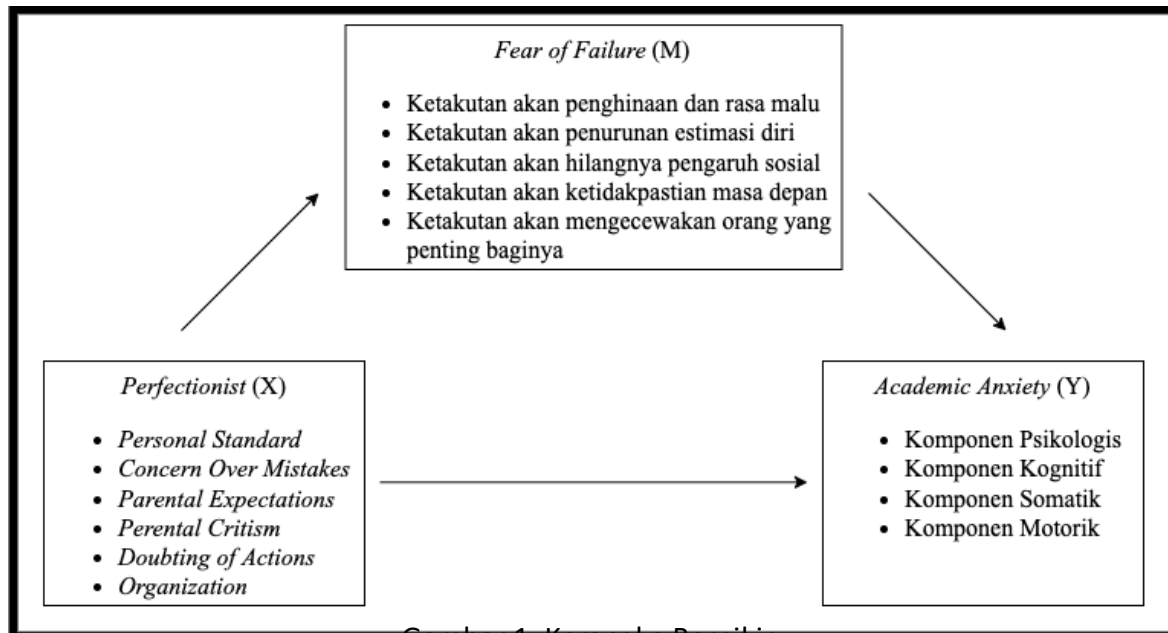 Fear of Failure (M)
• Ketakutan akan penghinaan dan rasa malu
• Ketakutan akan penurunan estimasi diri
• Ketakutan akan hilangnya pengaruh sosial
• Ketakutan akan ketidakpastian masa depan
• Ketakutan akan mengecewakan orang yang
penting baginya
Perfectionist (X)
• Personal Standard
• Concern Over Mistakes
• Parental Expectations
• Perental Critism
• Doubting of Actions
• Organization
Academic Anxiety (Y)
• Komponen Psikologis
• Komponen Kognitif
• Komponen Somatik
• Komponen Motorik